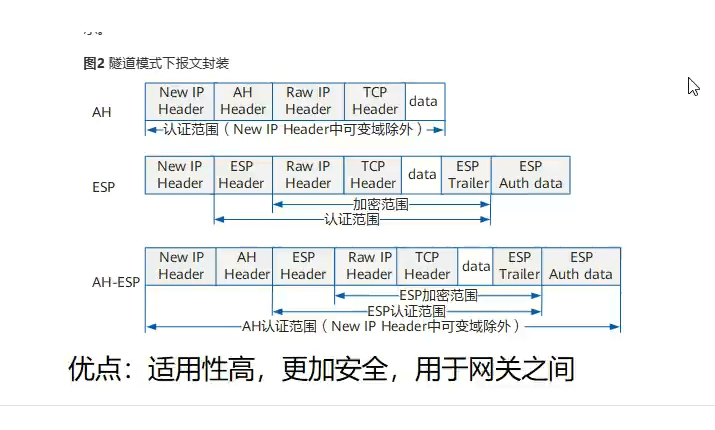 图2 隧道模式下报文封装
AH
New IP Header
AH Header
Raw IP Header
TCP Header
data
认证范围（New IP Header中可变域除外）
ESP
New IP Header
ESP Header
Raw IP Header
TCP Header
data
ESP Trailer
ESP Auth data
加密范围
认证范围
AH-ESP
New IP Header
AH Header
ESP Header
Raw IP Header
TCP Header
data
ESP Trailer
ESP Auth data
ESP加密范围
ESP认证范围
AH认证范围（New IP Header中可变域除外）
优点：适用性高，更加安全，用于网关之间